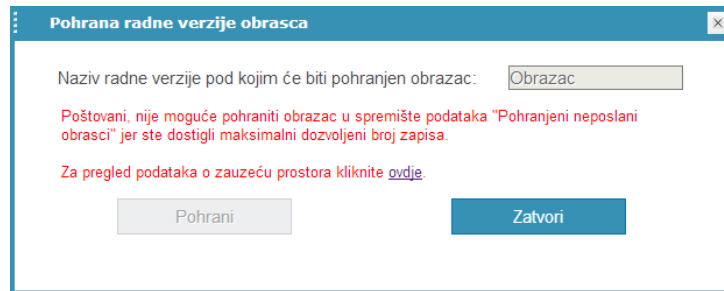 Pohrana radne verzije obrasca
Naziv radne verzije pod kojim će biti pohranjen obrazac: Obrazac
Poštovani, nije moguće pohraniti obrazac u spremište podataka "Pohranjeni neposlani
obrasci" jer ste dostigli maksimalni dozvoljeni broj zapisa.
Za pregled podataka o zauzeću prostora kliknite ovdje.
Pohrani Zatvori